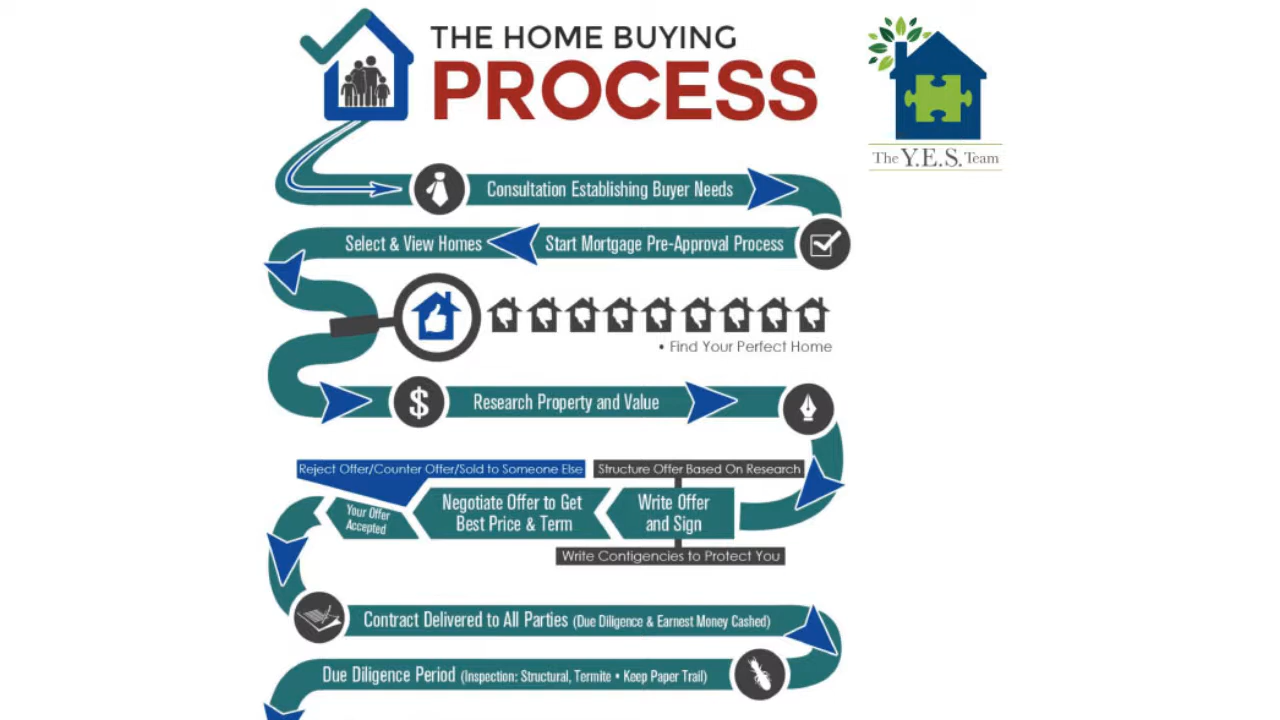 THE HOME BUYING
PROCESS
The Y.E.S. Team
Consultation Establishing Buyer Needs
Start Mortgage Pre-Approval Process
Select & View Homes
• Find Your Perfect Home
$
Research Property and Value
Structure Offer Based On Research
Write Offer
and Sign
Write Contigencies to Protect You
Negotiate Offer to Get
Best Price & Term
Reject Offer/Counter Offer/Sold to Someone Else
Your Offer
Accepted
Contract Delivered to All Parties (Due Diligence & Earnest Money Cashed)
Due Diligence Period (Inspection: Structural, Termite • Keep Paper Trail)